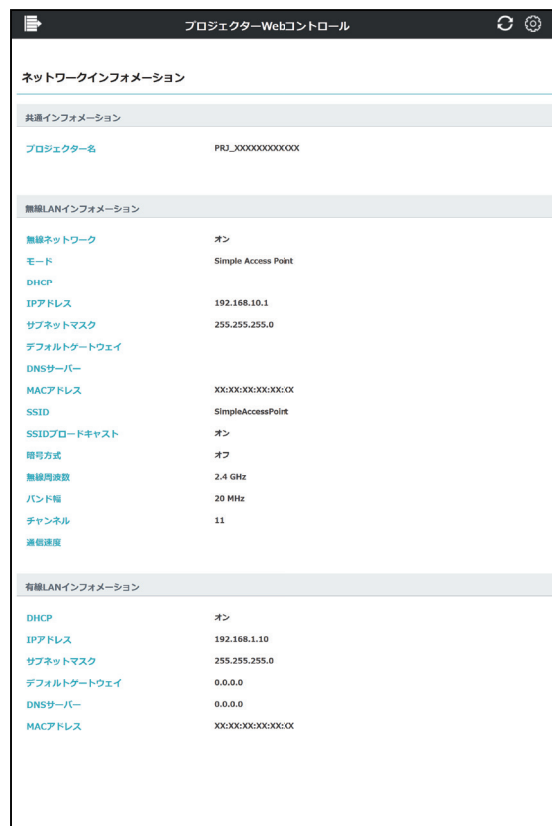 プロジェクターWebコントロール
ネットワークインフォメーション
共通インフォメーション
プロジェクター名 PRJ_XXXXXXXXXXXX
無線LANインフォメーション
無線ネットワーク オン
モード Simple Access Point
DHCP
IPアドレス 192.168.10.1
サブネットマスク 255.255.255.0
デフォルトゲートウェイ
DNSサーバー
MACアドレス XX:XX:XX:XX:XX:XX
SSID SimpleAccessPoint
SSIDブロードキャスト オン
暗号方式 オフ
無線周波数 2.4 GHz
バンド幅 20 MHz
チャンネル 11
通信速度
有線LANインフォメーション
DHCP オン
IPアドレス 192.168.1.10
サブネットマスク 255.255.255.0
デフォルトゲートウェイ 0.0.0.0
DNSサーバー 0.0.0.0
MACアドレス XX:XX:XX:XX:XX:XX